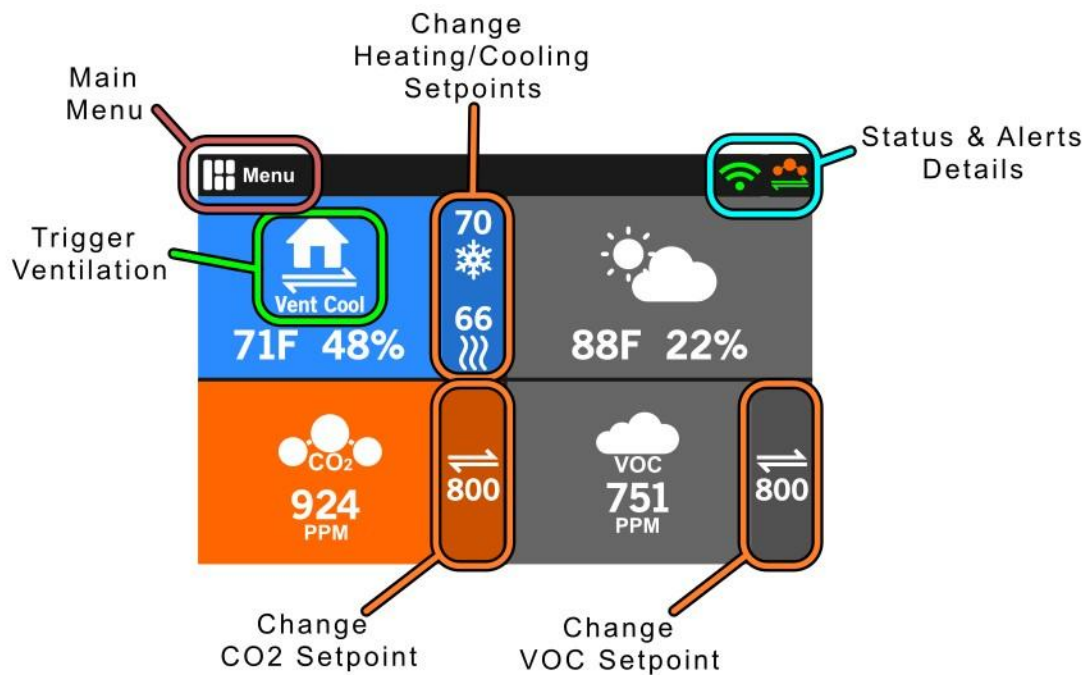 Change
Heating/Cooling
Setpoints
Main
Menu
Status & Alerts
Details
Menu
Trigger
Ventilation
Vent Cool
71F 48%
70
66
88F 22%
CO2
924
PPM
800
VOC
751
PPM
800
Change
CO2 Setpoint
Change
VOC Setpoint